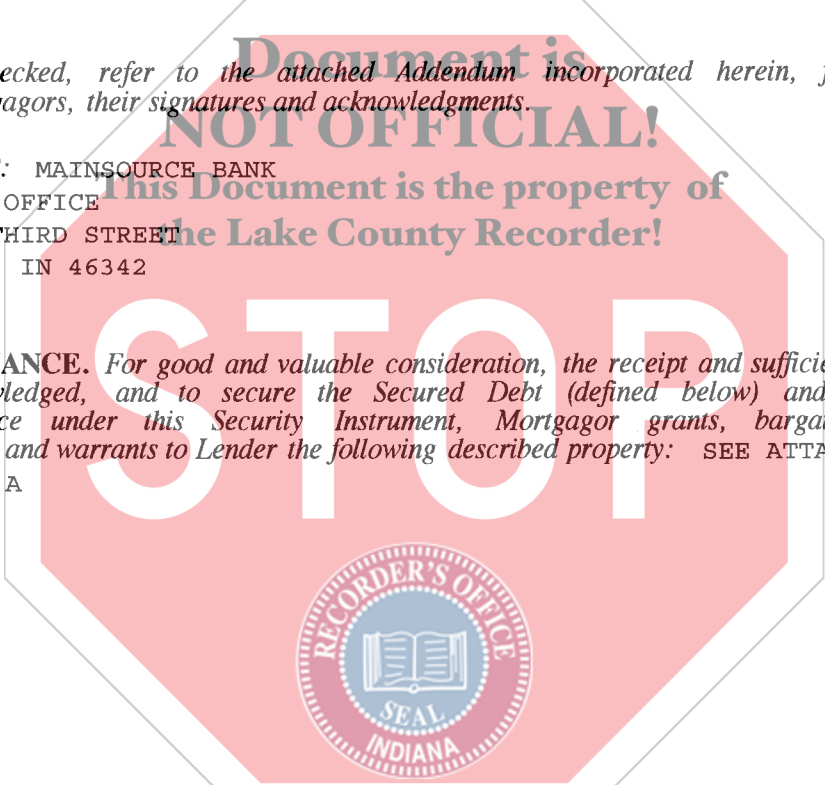 Document is
ecked, refer to the attached Addendum incorporated herein, f
agors, their signatures and acknowledgments.
NOT OFFICIAL!
: MAINSOURCE BANK
This Document is the property of
OFFICE
THIRD STREET
the Lake County Recorder!
IN 46342
STOP
ANCE. For good and valuable consideration, the receipt and sufficie
ledged, and to secure the Secured Debt (defined below) and
ce under this Security Instrument, Mortgagor grants, barga
and warrants to Lender the following described property: SEE ATTA
A
RECORDER'S OFFICE
SEAL
INDIANA